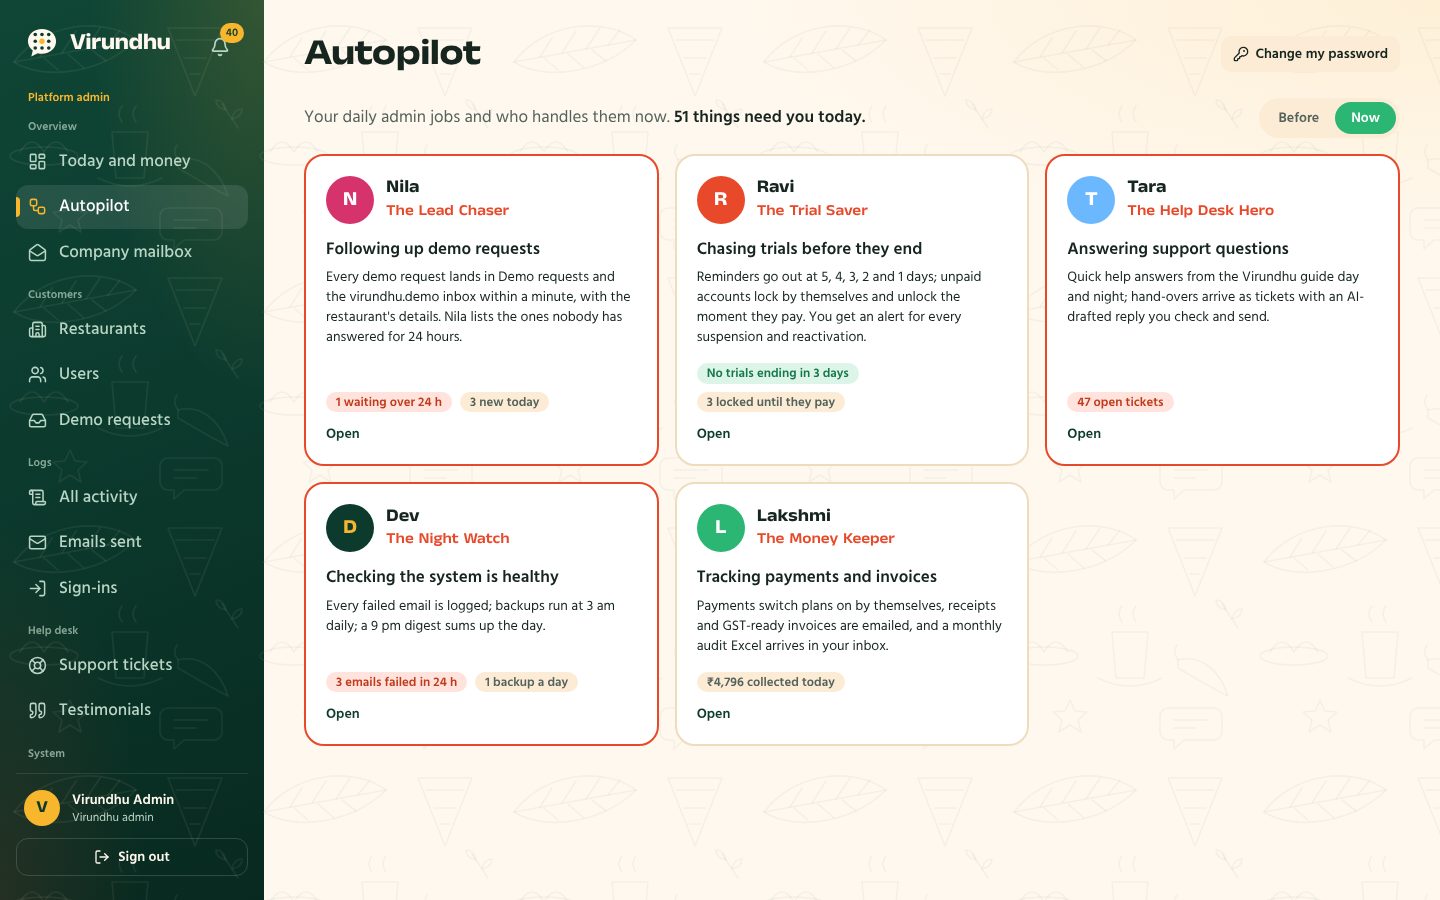 Virundhu
40
Platform admin
Overview
Today and money
Autopilot
Company mailbox
Customers
Restaurants
Users
Demo requests
Logs
All activity
Emails sent
Sign-ins
Help desk
Support tickets
Testimonials
System
V
Virundhu Admin
Virundhu admin
Sign out
Autopilot
Change my password
Your daily admin jobs and who handles them now. 51 things need you today.
Before
Now
N
Nila
The Lead Chaser
Following up demo requests
Every demo request lands in Demo requests and
the virundhu.demo inbox within a minute, with the
restaurant's details. Nila lists the ones nobody has
answered for 24 hours.
1 waiting over 24 h
3 new today
Open
R
Ravi
The Trial Saver
Chasing trials before they end
Reminders go out at 5, 4, 3, 2 and 1 days; unpaid
accounts lock by themselves and unlock the
moment they pay. You get an alert for every
suspension and reactivation.
No trials ending in 3 days
3 locked until they pay
Open
T
Tara
The Help Desk Hero
Answering support questions
Quick help answers from the Virundhu guide day
and night; hand-overs arrive as tickets with an AI-
drafted reply you check and send.
47 open tickets
Open
D
Dev
The Night Watch
Checking the system is healthy
Every failed email is logged; backups run at 3 am
daily; a 9 pm digest sums up the day.
3 emails failed in 24 h
1 backup a day
Open
L
Lakshmi
The Money Keeper
Tracking payments and invoices
Payments switch plans on by themselves, receipts
and GST-ready invoices are emailed, and a monthly
audit Excel arrives in your inbox.
₹4,796 collected today
Open